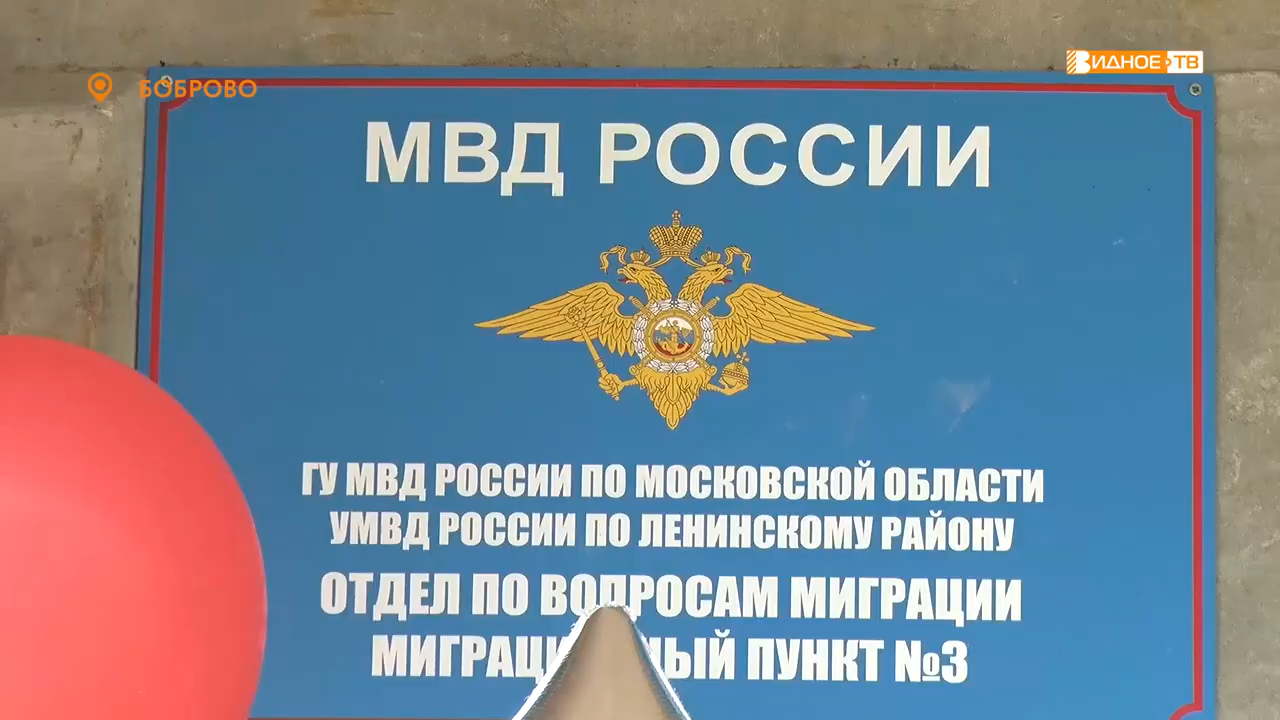 БОБРОВО
ВИДНОЕ ТВ
МВД РОССИИ
ГУ МВД РОССИИ ПО МОСКОВСКОЙ ОБЛАСТИ
УМВД РОССИИ ПО ЛЕНИНСКОМУ РАЙОНУ
ОТДЕЛ ПО ВОПРОСАМ МИГРАЦИИ
ПУНКТ №3